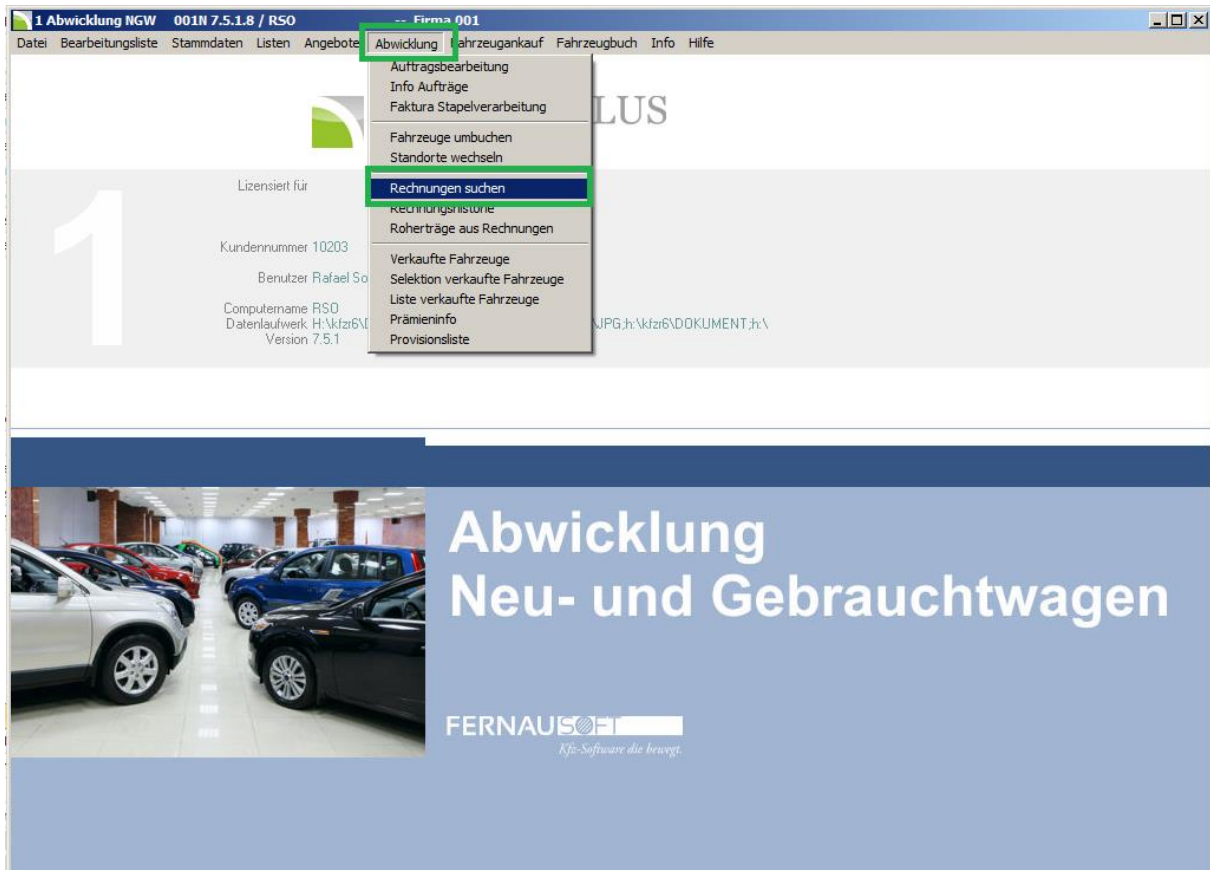 1 Abwicklung NGW 001N 7.5.1.8 / RSO -- Firma 001
Datei Bearbeitungsliste Stammdaten Listen Angebote Abwicklung Fahrzeugankauf Fahrzeugbuch Info Hilfe
Auftragsbearbeitung
Info Aufträge
Faktura Stapelverarbeitung
LUS
Fahrzeuge umbuchen
Standorte wechseln
1
Lizensiert für
Rechnungen suchen
Rechnungshistorie
Roherträge aus Rechnungen
Kundennummer 10203
Verkaufte Fahrzeuge
Benutzer Rafael So
Selektion verkaufte Fahrzeuge
Liste verkaufte Fahrzeuge
Computername RSO
Prämieninfo
Datenlaufwerk H:\kfzr6\D \JPG;h:\kfzr6\DOKUMENT;h:\
Version 7.5.1
Provisionsliste
Abwicklung
Neu- und Gebrauchtwagen
FERNAUSOFT
Kfz-Software die bewegt.